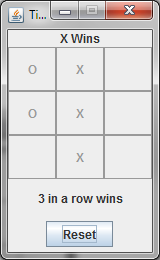 Ti...
X Wins
O X
O X
X
3 in a row wins
Reset